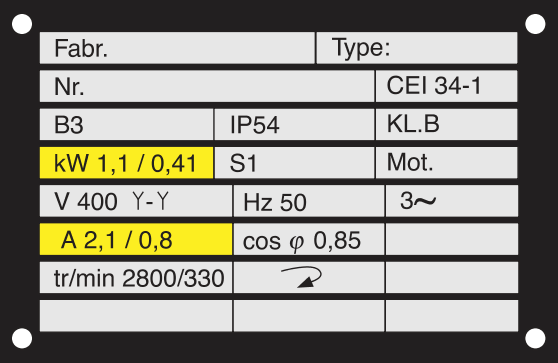 Fabr. Type:
Nr. CEI 34-1
B3 IP54 KL.B
kW 1,1 / 0,41 S1 Mot.
V 400 Y-Y Hz 50 3~
A 2,1 / 0,8 cos φ 0,85
tr/min 2800/330